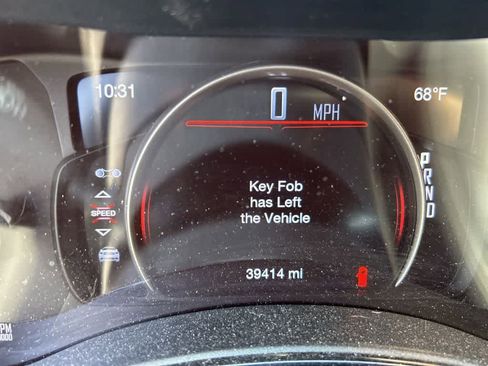 10:31
0 MPH
68°F
SPEED
Key Fob
has Left
the Vehicle
P
R
N
D
39414 mi